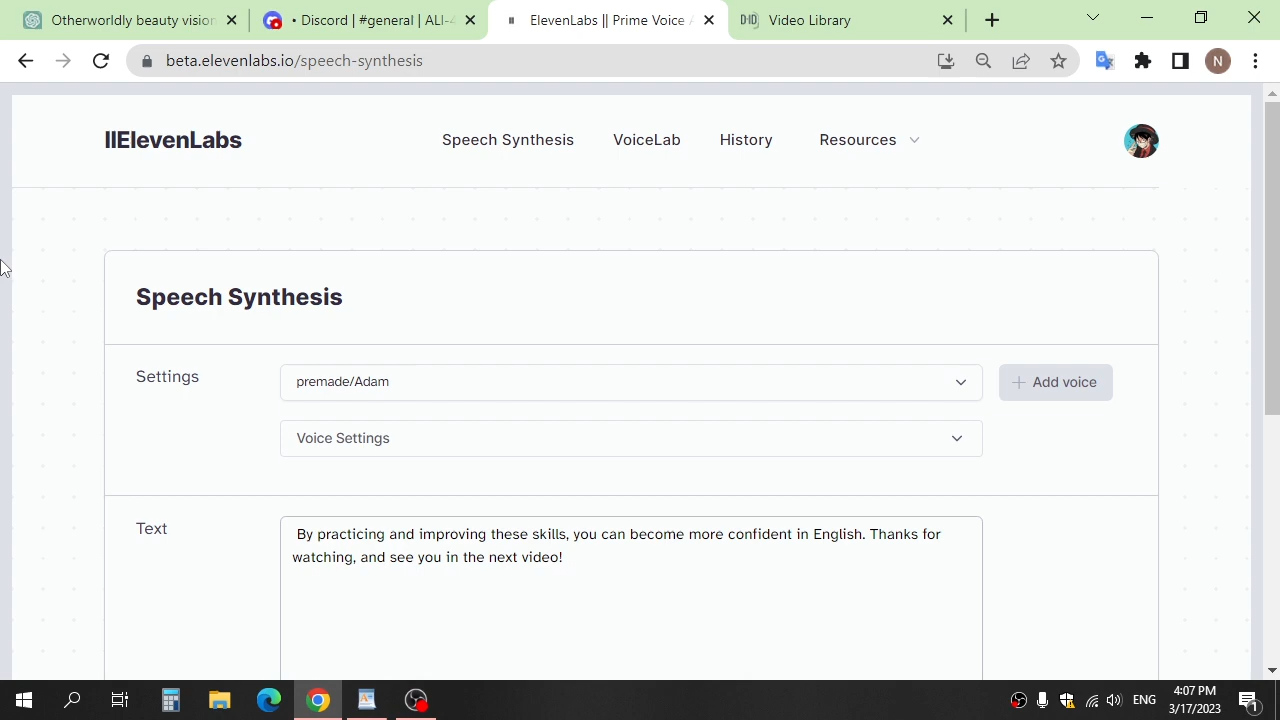 Otherworldly beauty vision
• Discord | #general | ALI-4
ElevenLabs || Prime Voice A
Video Library
beta.elevenlabs.io/speech-synthesis
N
IIElevenLabs
Speech Synthesis
VoiceLab
History
Resources
Speech Synthesis
Settings
premade/Adam
Add voice
Voice Settings
Text
By practicing and improving these skills, you can become more confident in English. Thanks for
watching, and see you in the next video!
ENG
4:07 PM
3/17/2023
1